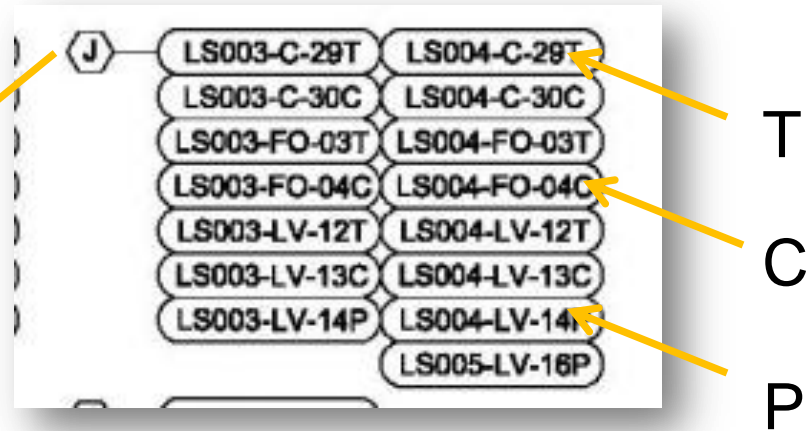 J LS003-C-29T LS004-C-29T
LS003-C-30C LS004-C-30C
LS003-FO-03T LS004-FO-03T
LS003-FO-04C LS004-FO-04C
LS003-LV-12T LS004-LV-12T
LS003-LV-13C LS004-LV-13C
LS003-LV-14P LS004-LV-14P
LS005-LV-16P
T
C
P